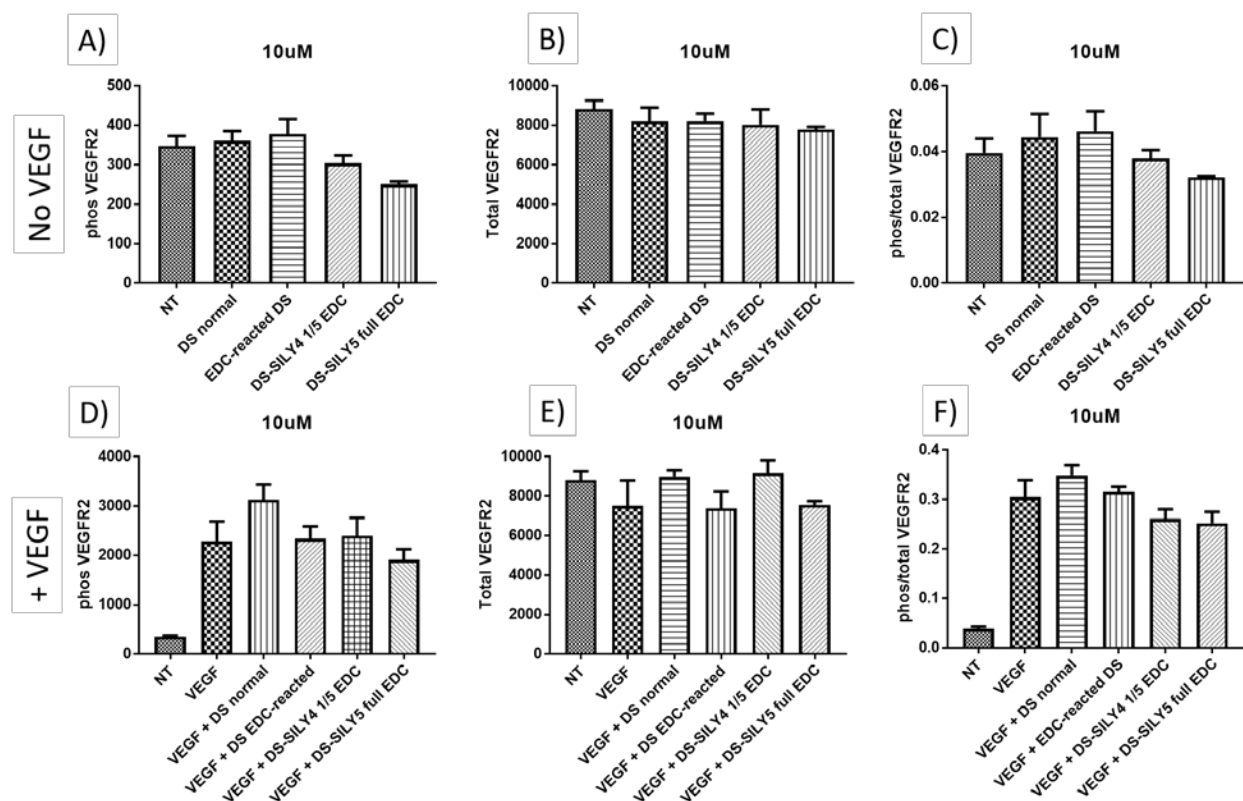 No VEGF
A)
10uM
phos VEGFR2
500
400
300
200
100
0
NT
DS normal
EDC-reacted DS
DS-SILY4 1/5 EDC
DS-SILY5 full EDC
B)
10uM
Total VEGFR2
10000
8000
6000
4000
2000
0
NT
DS normal
EDC-reacted DS
DS-SILY4 1/5 EDC
DS-SILY5 full EDC
C)
10uM
phos/total VEGFR2
0.06
0.04
0.02
0.00
NT
DS normal
EDC-reacted DS
DS-SILY4 1/5 EDC
DS-SILY5 full EDC
+ VEGF
D)
10uM
phos VEGFR2
4000
3000
2000
1000
0
NT
VEGF
VEGF + DS normal
VEGF + DS EDC-reacted
VEGF + DS-SILY4 1/5 EDC
VEGF + DS-SILY5 full EDC
E)
10uM
Total VEGFR2
10000
8000
6000
4000
2000
0
NT
VEGF
VEGF + DS normal
VEGF + DS EDC-reacted
VEGF + DS-SILY4 1/5 EDC
VEGF + DS-SILY5 full EDC
F)
10uM
phos/total VEGFR2
0.4
0.3
0.2
0.1
0.0
NT
VEGF
VEGF + DS normal
VEGF + EDC-reacted DS
VEGF + DS-SILY4 1/5 EDC
VEGF + DS-SILY5 full EDC